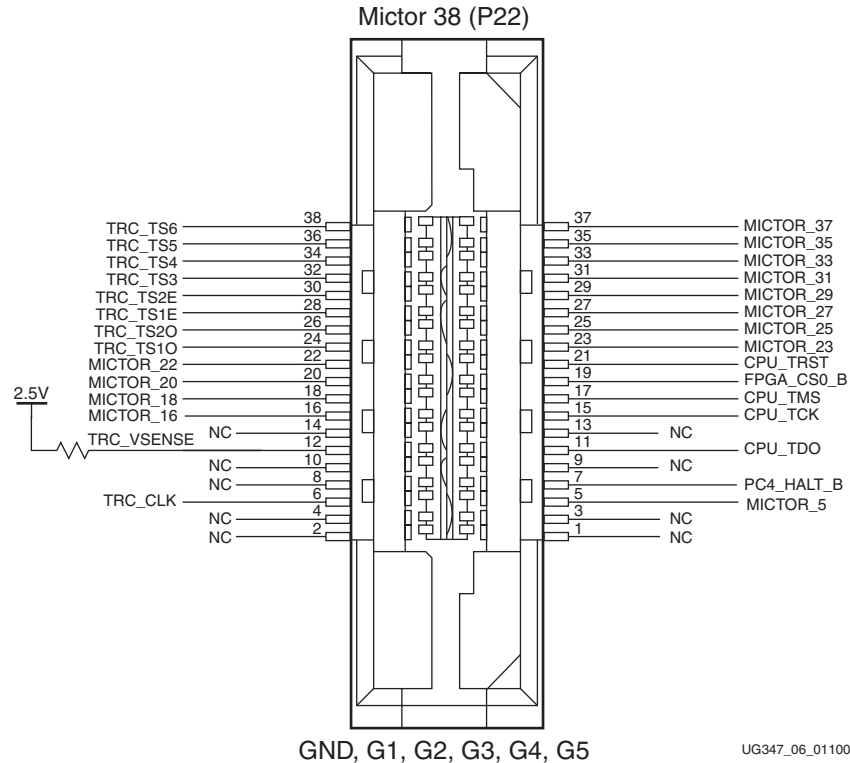 Mictor 38 (P22)
TRC_TS6 38 37 MICTOR_37
TRC_TS5 36 35 MICTOR_35
TRC_TS4 34 33 MICTOR_33
TRC_TS3 32 31 MICTOR_31
TRC_TS2E 30 29 MICTOR_29
TRC_TS1E 28 27 MICTOR_27
TRC_TS2O 26 25 MICTOR_25
TRC_TS1O 24 23 MICTOR_23
MICTOR_22 22 21 CPU_TRST
MICTOR_20 20 19 FPGA_CS0_B
2.5V MICTOR_18 18 17 CPU_TMS
MICTOR_16 16 15 CPU_TCK
NC 14 13 NC
TRC_VSENSE 12 11 CPU_TDO
NC 10 9 NC
NC 8 7 PC4_HALT_B
TRC_CLK 6 5 MICTOR_5
NC 4 3 NC
NC 2 1 NC
GND, G1, G2, G3, G4, G5
UG347_06_01100